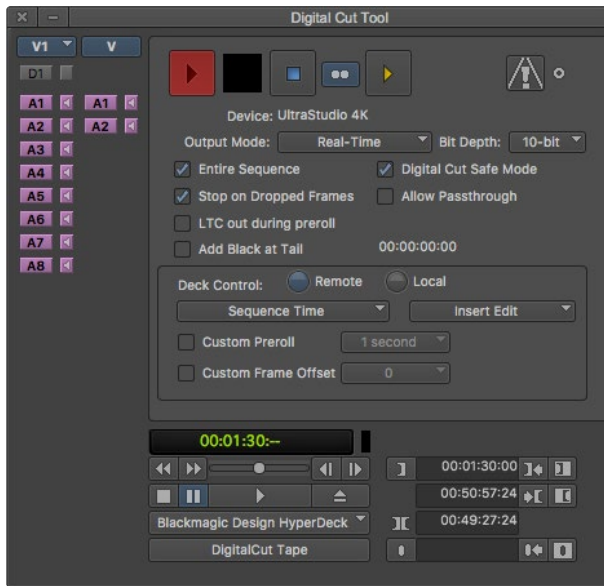 Digital Cut Tool
V1 V
D1
A1 A1
A2 A2
A3
A4
A5
A6
A7
A8
Device: UltraStudio 4K
Output Mode: Real-Time Bit Depth: 10-bit
Entire Sequence Digital Cut Safe Mode
Stop on Dropped Frames Allow Passthrough
LTC out during preroll
Add Black at Tail 00:00:00:00
Deck Control: Remote Local
Sequence Time Insert Edit
Custom Preroll 1 second
Custom Frame Offset 0
00:01:30:--
00:01:30:00
00:50:57:24
Blackmagic Design HyperDeck 00:49:27:24
DigitalCut Tape